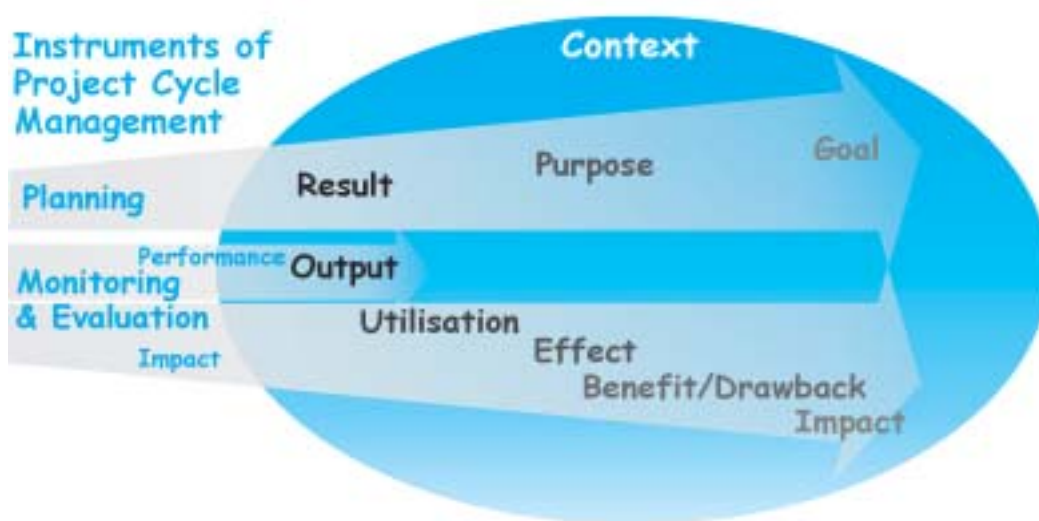 Instruments of
Project Cycle
Management
Context
Planning
Result
Purpose
Goal
Performance
Output
Monitoring
& Evaluation
Impact
Utilisation
Effect
Benefit/Drawback
Impact